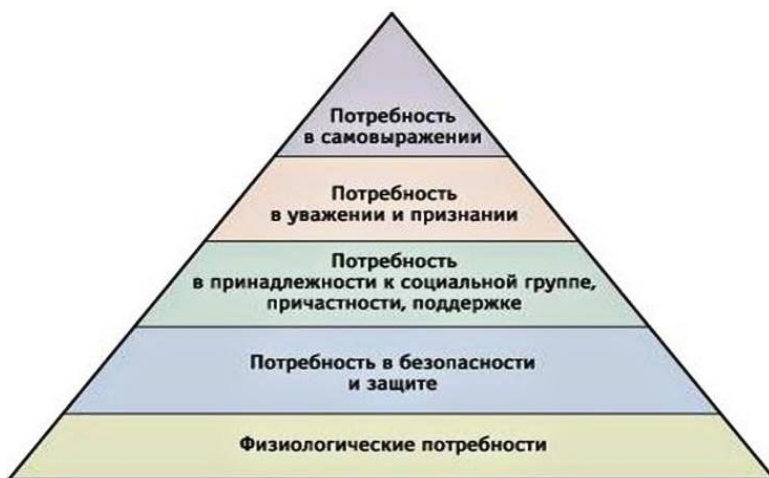 Потребность
в самовыражении
Потребность
в уважении и признании
Потребность
в принадлежности к социальной группе,
причастности, поддержке
Потребность в безопасности
и защите
Физиологические потребности